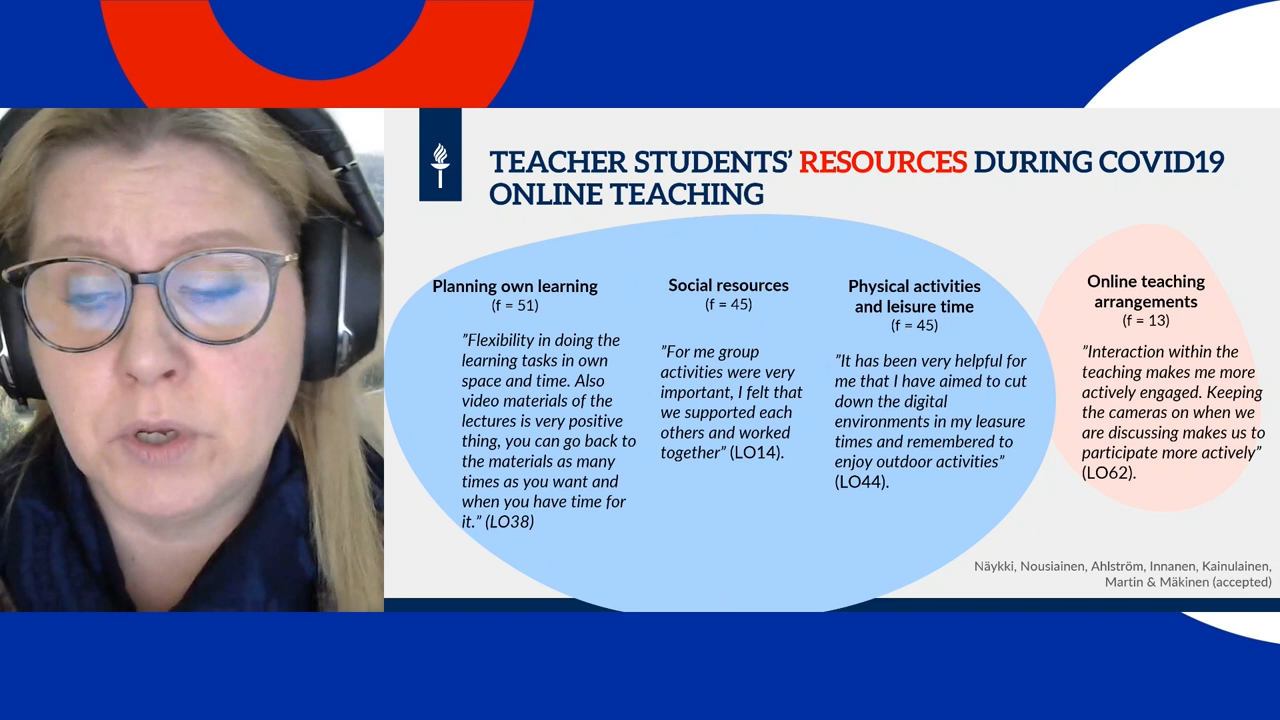 TEACHER STUDENTS’ RESOURCES DURING COVID19
ONLINE TEACHING
Planning own learning
(f = 51)
”Flexibility in doing the
learning tasks in own
space and time. Also
video materials of the
lectures is very positive
thing, you can go back to
the materials as many
times as you want and
when you have time for
it.” (LO38)
Social resources
(f = 45)
”For me group
activities were very
important, I felt that
we supported each
others and worked
together” (LO14).
Physical activities
and leisure time
(f = 45)
”It has been very helpful for
me that I have aimed to cut
down the digital
environments in my leasure
times and remembered to
enjoy outdoor activities”
(LO44).
Online teaching
arrangements
(f = 13)
”Interaction within the
teaching makes me more
actively engaged. Keeping
the cameras on when we
are discussing makes us to
participate more actively”
(LO62).
Näykki, Nousiainen, Ahlström, Innanen, Kainulainen,
Martin & Mäkinen (accepted)